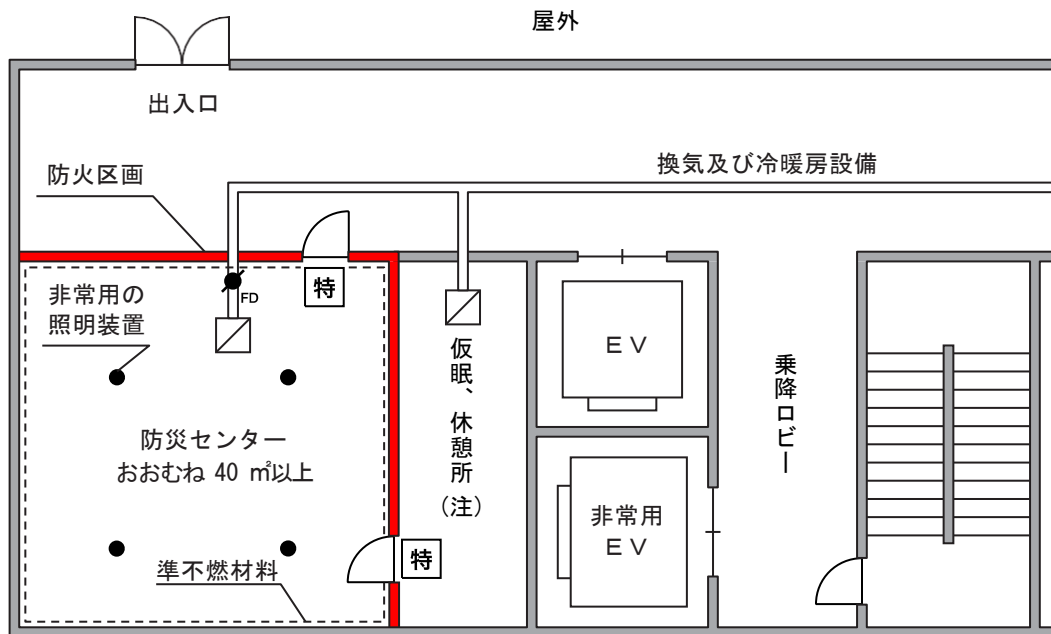 屋外
出入口
防火区画
換気及び冷暖房設備
特
FD
非常用の
照明装置
仮眠、休憩所
(注)
ＥＶ
乗降ロビー
防災センター
おおむね 40 ㎡以上
非常用
ＥＶ
特
準不燃材料